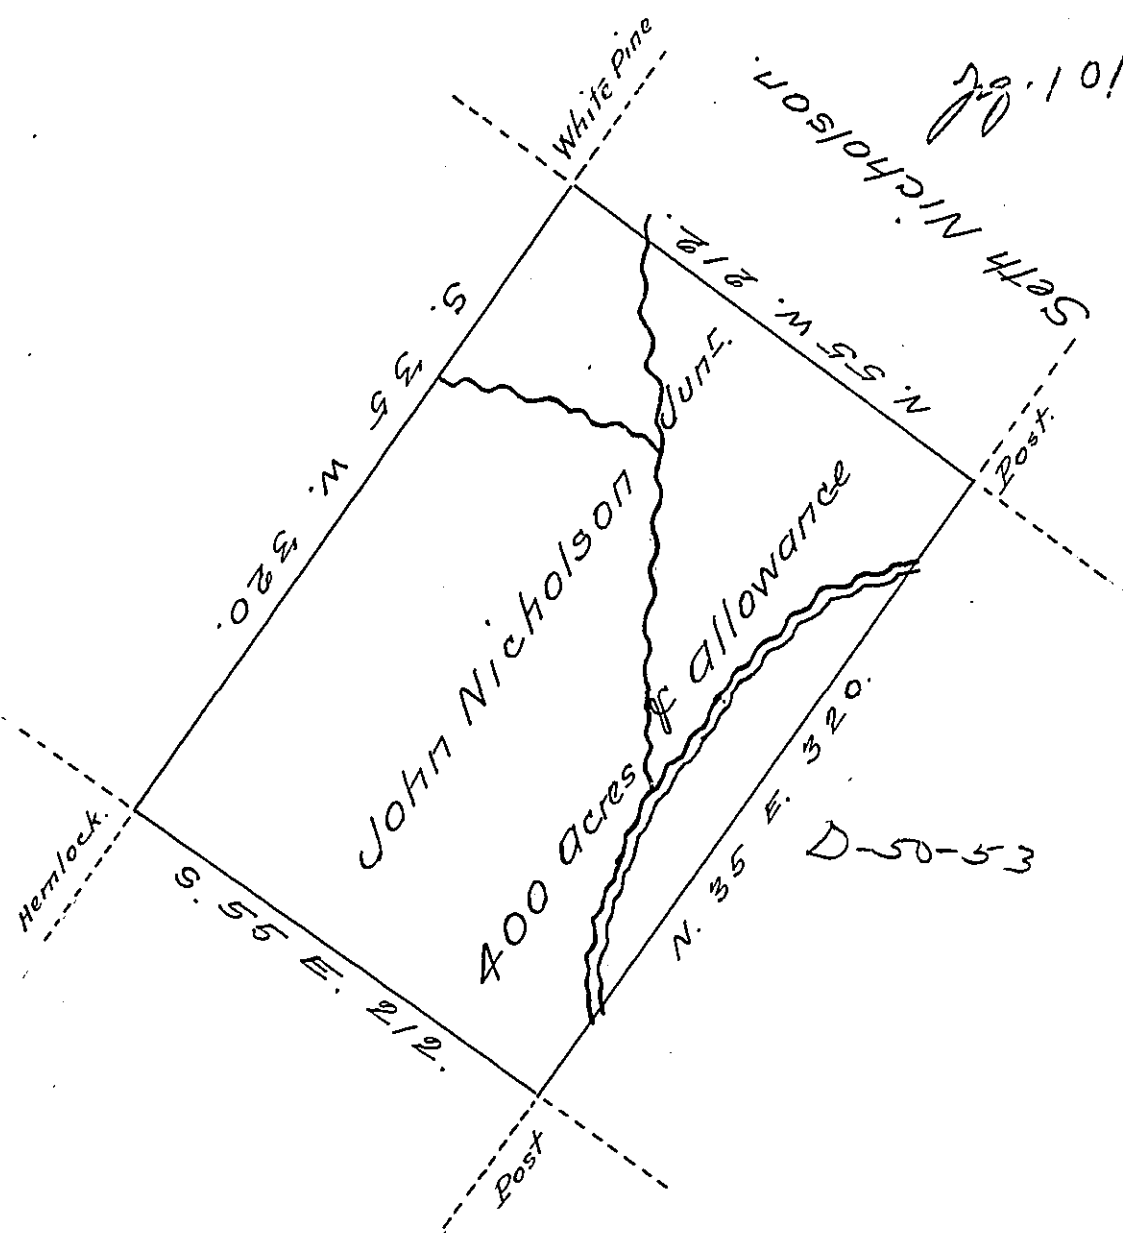 Pg. 101
White Pine
Seth Nicholson.
N. 55 W. 212.
S. 35 W. 320.
Post.
John Nicholson Junr.
400 acres & allowance
Hemlock.
S. 55 E. 212.
N. 35 E. 320.
D-50-53
Post